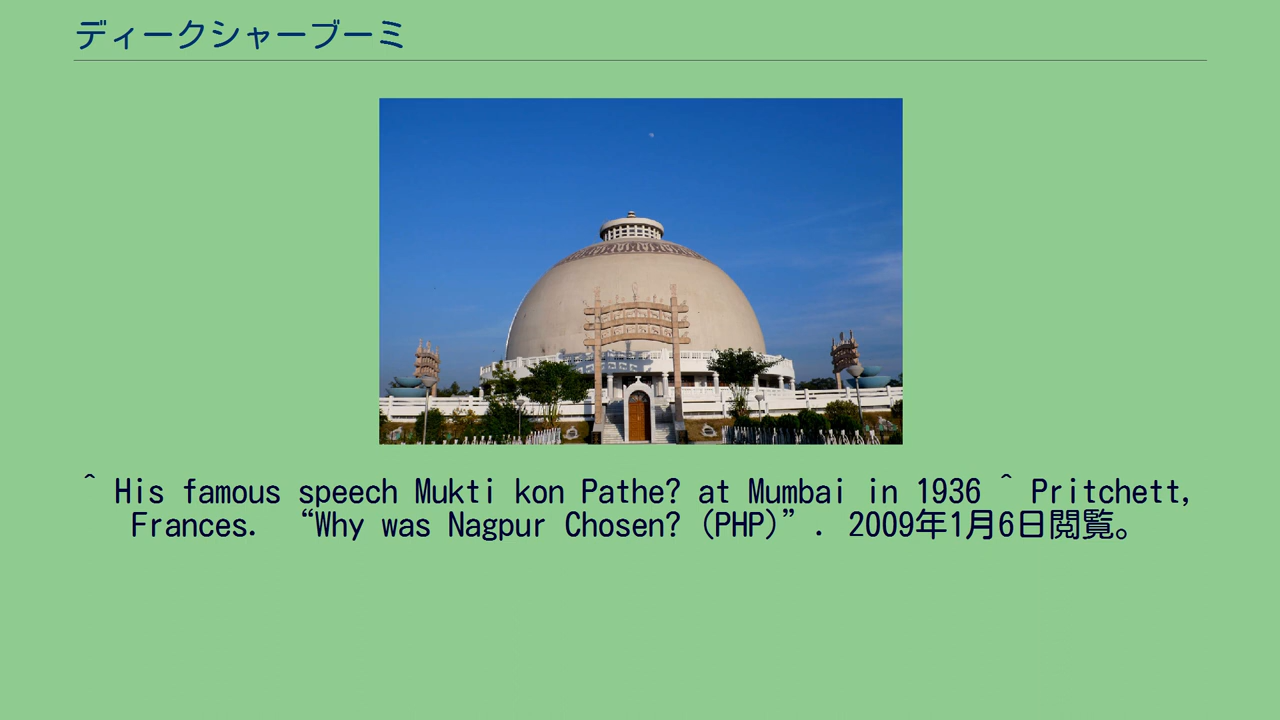 ディークシャーブーミ
^ His famous speech Mukti kon Pathe? at Mumbai in 1936 ^ Pritchett,
Frances. “Why was Nagpur Chosen? (PHP)”. 2009年1月6日閲覧。